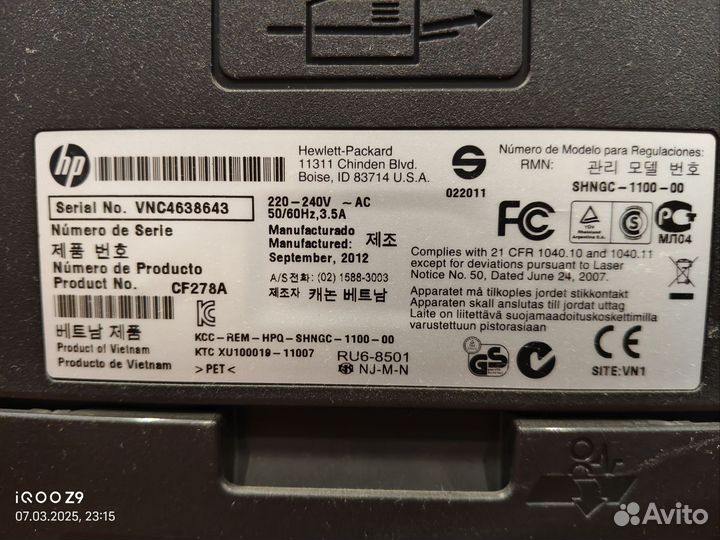 hp
Hewlett-Packard
11311 Chinden Blvd.
Boise, ID 83714 U.S.A.
S
022011
Número de Modelo para Regulaciones:
RMN: 관리 모델 번호
SHNGC-1100-00
Serial No. VNC4638643
Número de Serie
제품 번호
Número de Producto
Product No. CF278A
220-240V ~ AC
50/60Hz, 3.5A
Manufacturado
Manufactured: 제조
September, 2012
A/S전화: (02) 1588-3003
제조자 캐논 베트남
FC
TÜV
Rheinland
Argentina S.A.
S
МЛ04
Complies with 21 CFR 1040.10 and 1040.11
except for deviations pursuant to Laser
Notice No. 50, Dated June 24, 2007.
Apparatet må tilkoples jordet stikkontakt
Apparaten skall anslutas till jordat uttag
Laite on liitettävä suojamaadoituskoskettimilla
varustettuun pistorasiaan
베트남 제품
Product of Vietnam
Producto de Vietnam
KCC-REM-HPQ-SHNGC-1100-00
KTC XU100019-11007
>PET<
RU6-8501
NJ-M-N
GS
N
CE
SITE:VN1
iQOO Z9
07.03.2025, 23:15
Avito